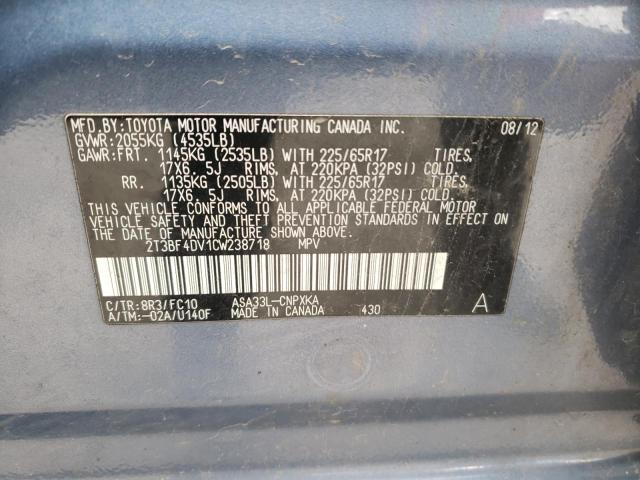 MFD.BY:TOYOTA MOTOR MANUFACTURING CANADA INC. 08/12
GVWR:2055KG (4535LB)
GAWR:FRT. 1145KG (2535LB) WITH 225/65R17 TIRES,
17X6.5J RIMS, AT 220KPA (32PSI) COLD.
RR. 1135KG (2505LB) WITH 225/65R17 TIRES,
17X6.5J RIMS, AT 220KPA (32PSI) COLD.
THIS VEHICLE CONFORMS TO ALL APPLICABLE FEDERAL MOTOR
VEHICLE SAFETY AND THEFT PREVENTION STANDARDS IN EFFECT ON
THE DATE OF MANUFACTURE SHOWN ABOVE.
2T3BF4DV1CW238718 MPV
C/TR:8R3/FC10 ASA33L-CNPXKA A
A/TM:-02A/U140F MADE IN CANADA 430